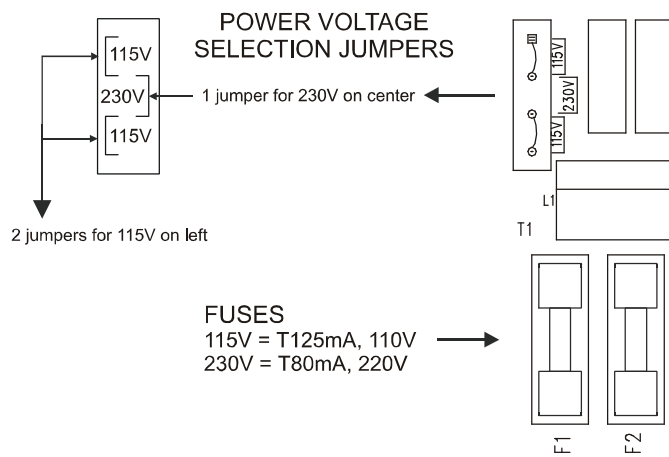 POWER VOLTAGE
SELECTION JUMPERS
115V
230V
115V
1 jumper for 230V on center
2 jumpers for 115V on left
115V
230V
115V
L1
T1
FUSES
115V = T125mA, 110V
230V = T80mA, 220V
F1
F2